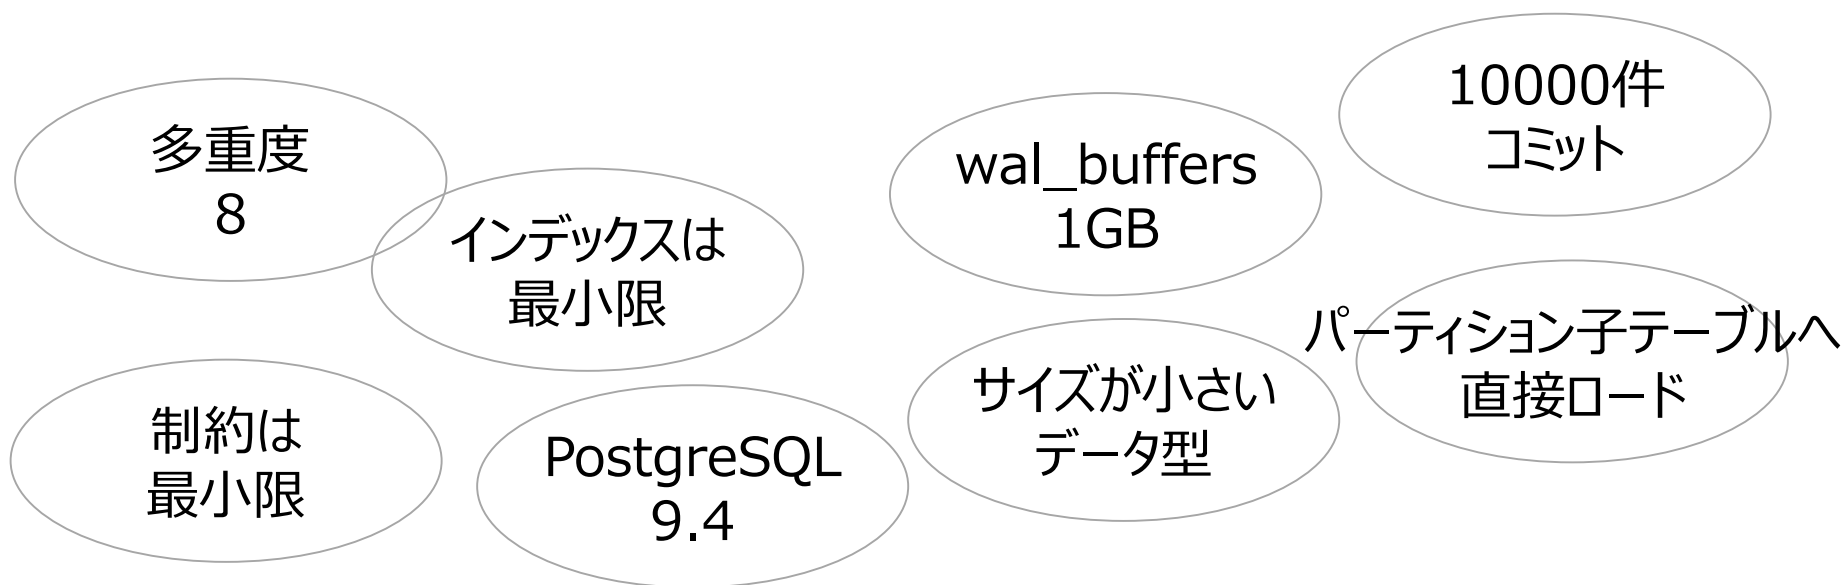 多重度
8
インデックスは
最小限
wal_buffers
1GB
10000件
コミット
制約は
最小限
PostgreSQL
9.4
サイズが小さい
データ型
パーティション子テーブルへ
直接ロード